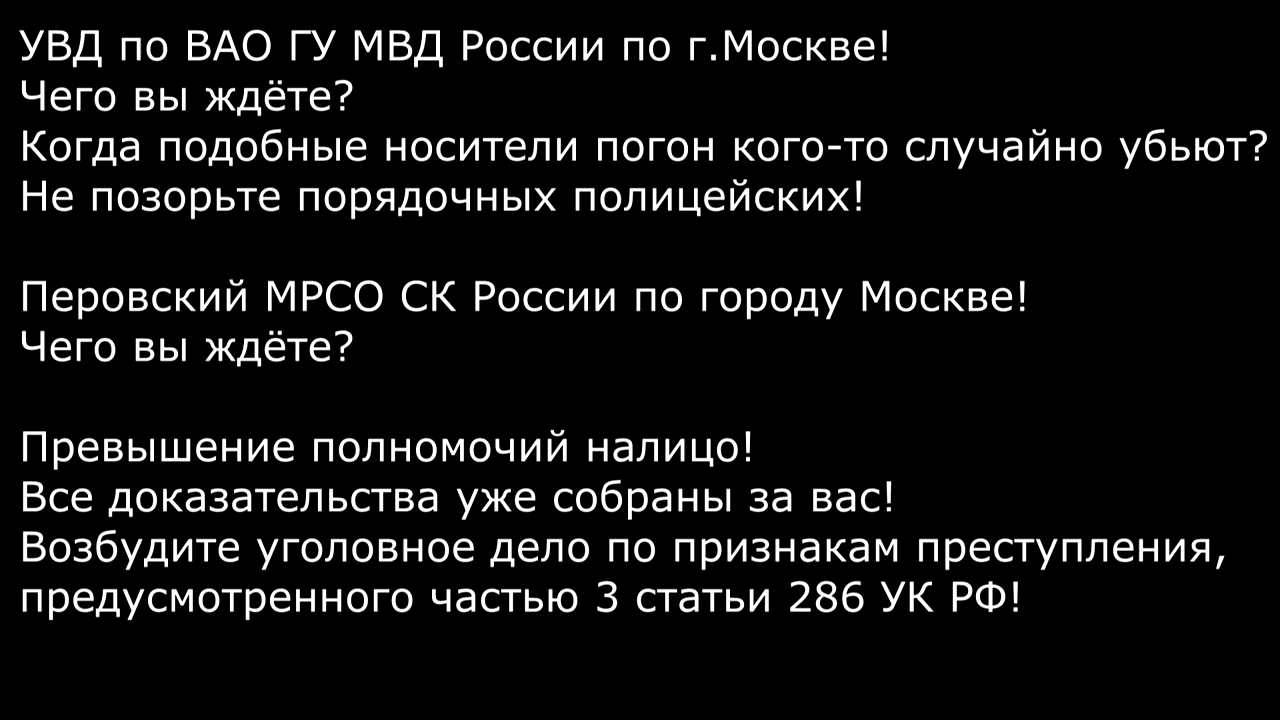 УВД по ВАО ГУ МВД России по г.Москве!
Чего вы ждёте?
Когда подобные носители погон кого-то случайно убьют?
Не позорьте порядочных полицейских!
Перовский МРСО СК России по городу Москве!
Чего вы ждёте?
Превышение полномочий налицо!
Все доказательства уже собраны за вас!
Возбудите уголовное дело по признакам преступления,
предусмотренного частью 3 статьи 286 УК РФ!